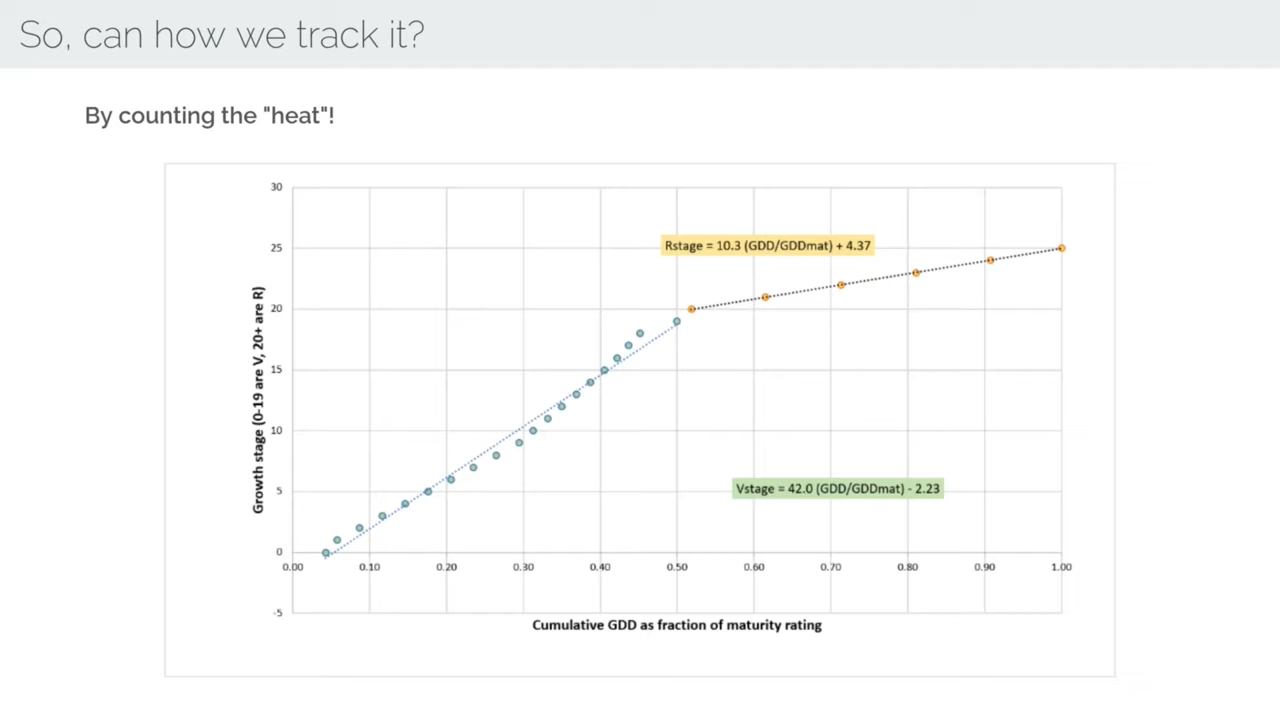 So, can how we track it?
By counting the "heat"!
30
25
20
15
10
5
0
-5
Growth stage (0-19 are V, 20+ are R)
Rstage = 10.3 (GDD/GDDmat) + 4.37
Vstage = 42.0 (GDD/GDDmat) - 2.23
0.00 0.10 0.20 0.30 0.40 0.50 0.60 0.70 0.80 0.90 1.00
Cumulative GDD as fraction of maturity rating